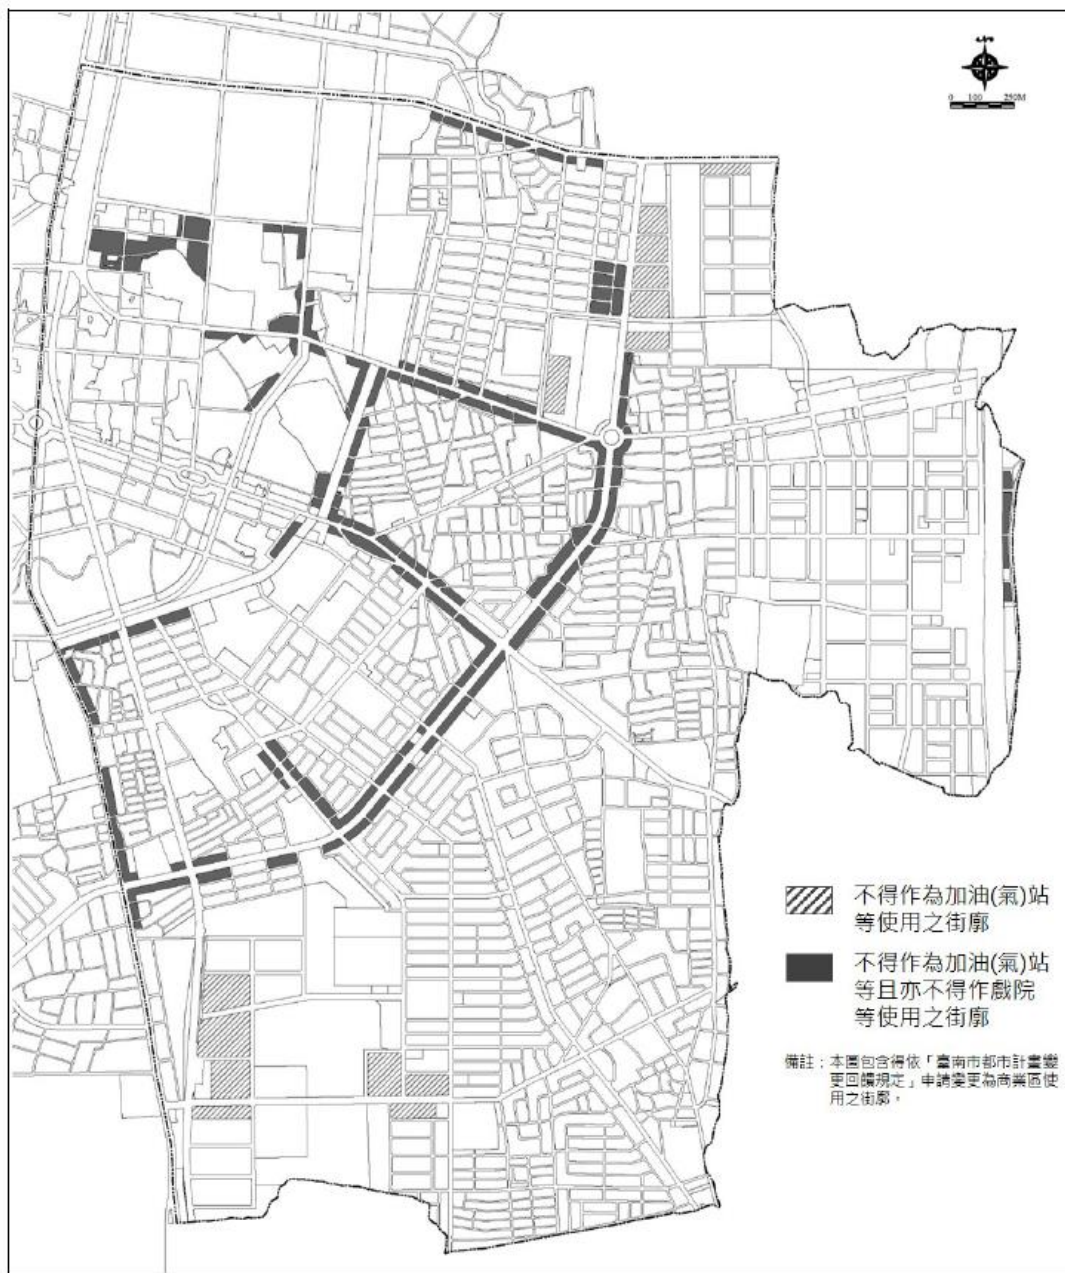 0 100 250M
不得作為加油(氣)站
等使用之街廓
不得作為加油(氣)站
等且亦不得作戲院
等使用之街廓
備註：本圖包含得依「臺南市都市計畫變
更回饋規定」申請變更為商業區使
用之街廓。